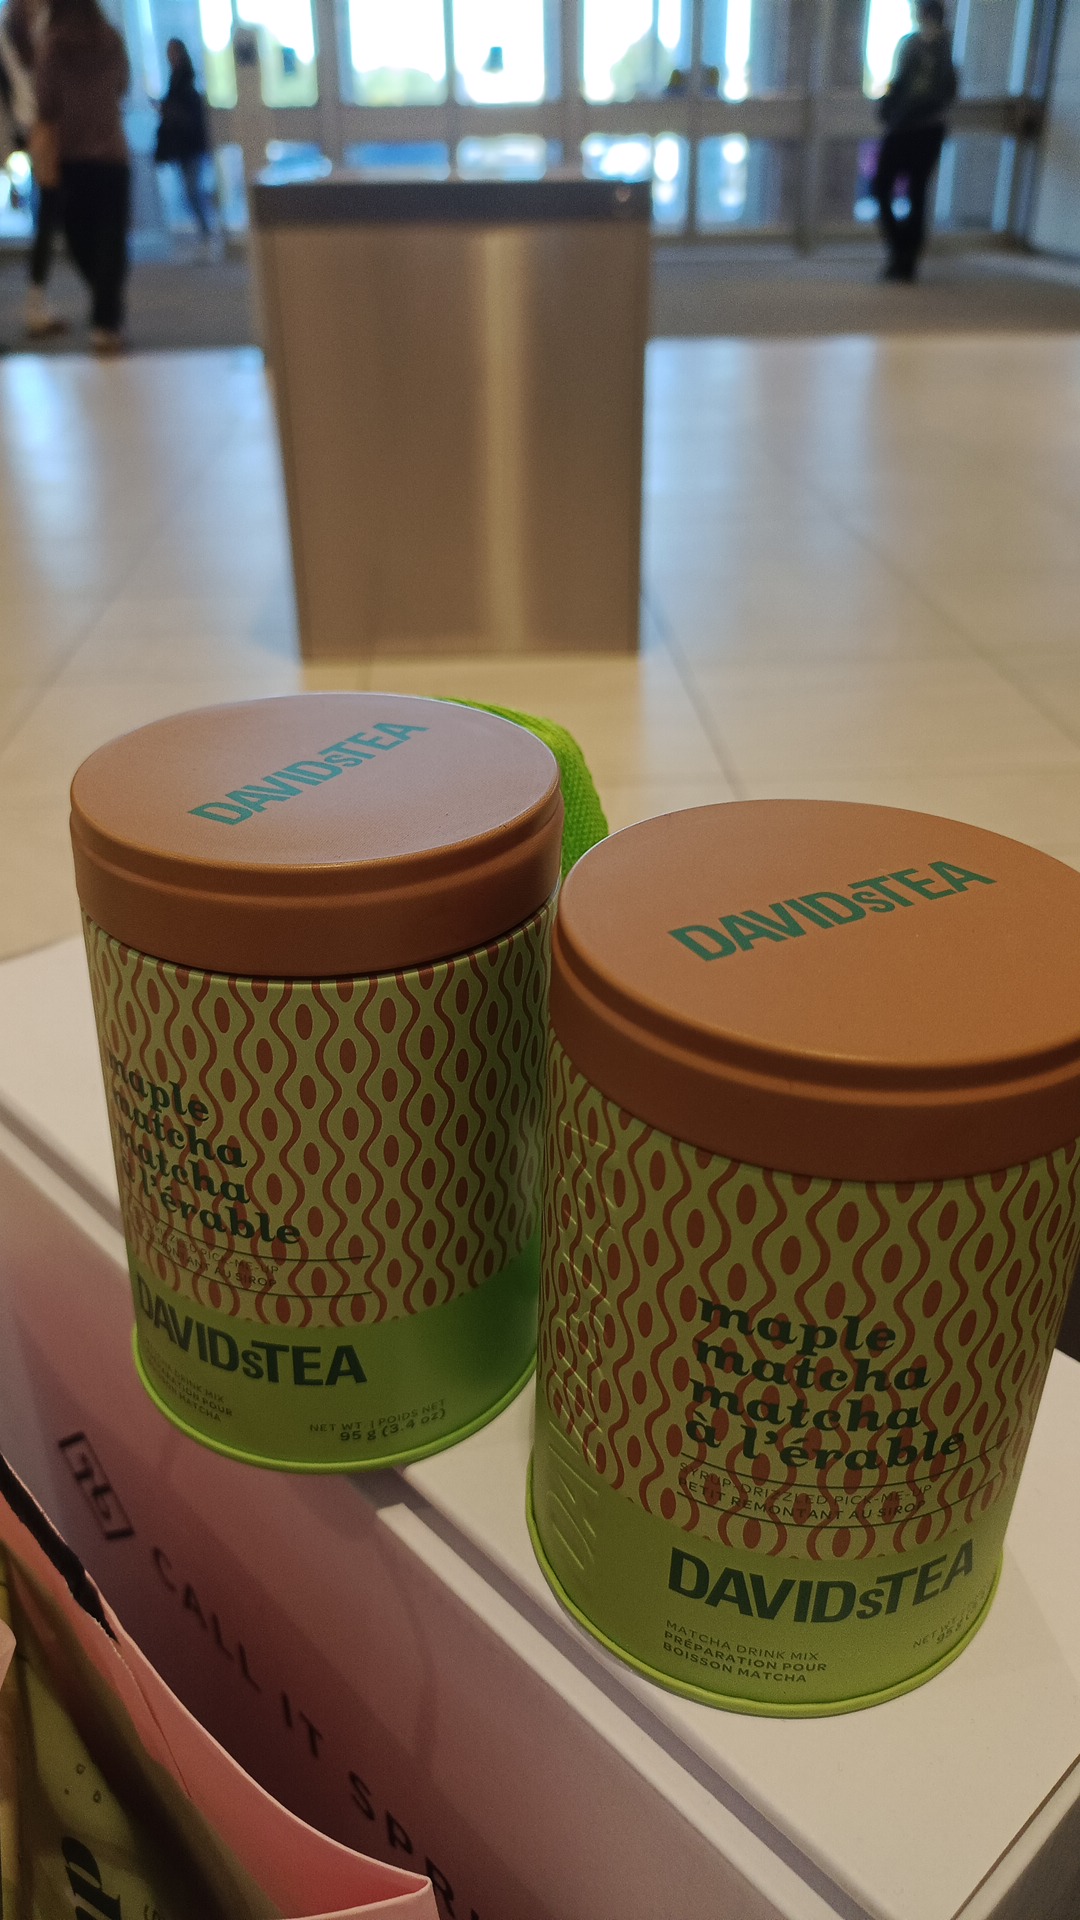 DAVIDsTEA
maple
matcha
matcha
à l'érable
DAVIDsTEA
NET WT. | POIDS NET
95 g (3.4 oz)
DAVIDsTEA
maple
matcha
matcha
à l'érable
SYRUP-DRIZZLED PICK-ME-UP
PETIT REMONTANT AU SIROP
DAVIDsTEA
MATCHA DRINK MIX
PRÉPARATION POUR
BOISSON MATCHA
NET
95 g
CALL IT SPR